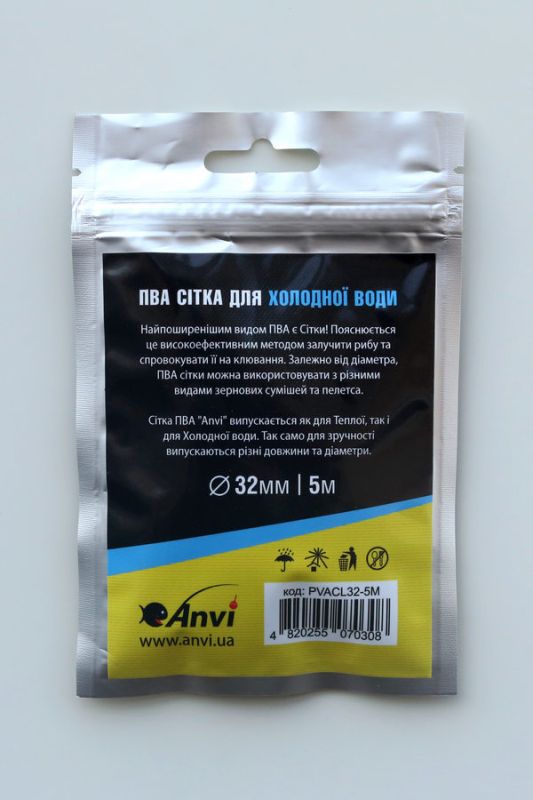 ПВА СІТКА ДЛЯ ХОЛОДНОЇ ВОДИ
Найпоширенішим видом ПВА є Сітки! Пояснюється
це високоефективним методом залучити рибу та
спровокувати її на клювання. Залежно від діаметра,
ПВА сітки можна використовувати з різними
видами зернових сумішей та пелетса.
Сітка ПВА "Anvi" випускається як для Теплої, так і
для Холодної води. Так само для зручності
випускаються різні довжини та діаметри.
Ø 32мм | 5м
код: PVACL32-5M
4 820255 070308
Anvi
www.anvi.ua